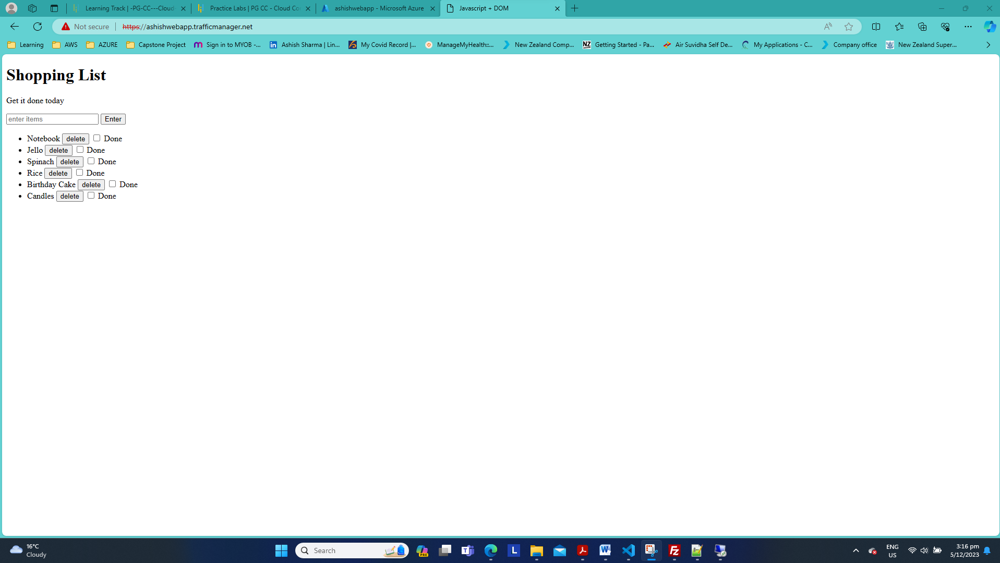 Learning Track | -PG-CC---Cloud-
Practice Labs | PG CC - Cloud Co
ashishwebapp - Microsoft Azure
Javascript + DOM
Not secure
https://ashishwebapp.trafficmanager.net
Learning
AWS
AZURE
Capstone Project
Sign in to MYOB -...
Ashish Sharma | Lin...
My Covid Record |...
ManageMyHealth::...
New Zealand Comp...
NZ
Getting Started - Pa...
Air Suvidha Self De...
My Applications - C...
Company office
New Zealand Super...
Shopping List
Get it done today
enter items Enter
Notebook delete Done
Jello delete Done
Spinach delete Done
Rice delete Done
Birthday Cake delete Done
Candles delete Done
16°C
Cloudy
Search
PRE
L
ENG
US
3:16 pm
5/12/2023